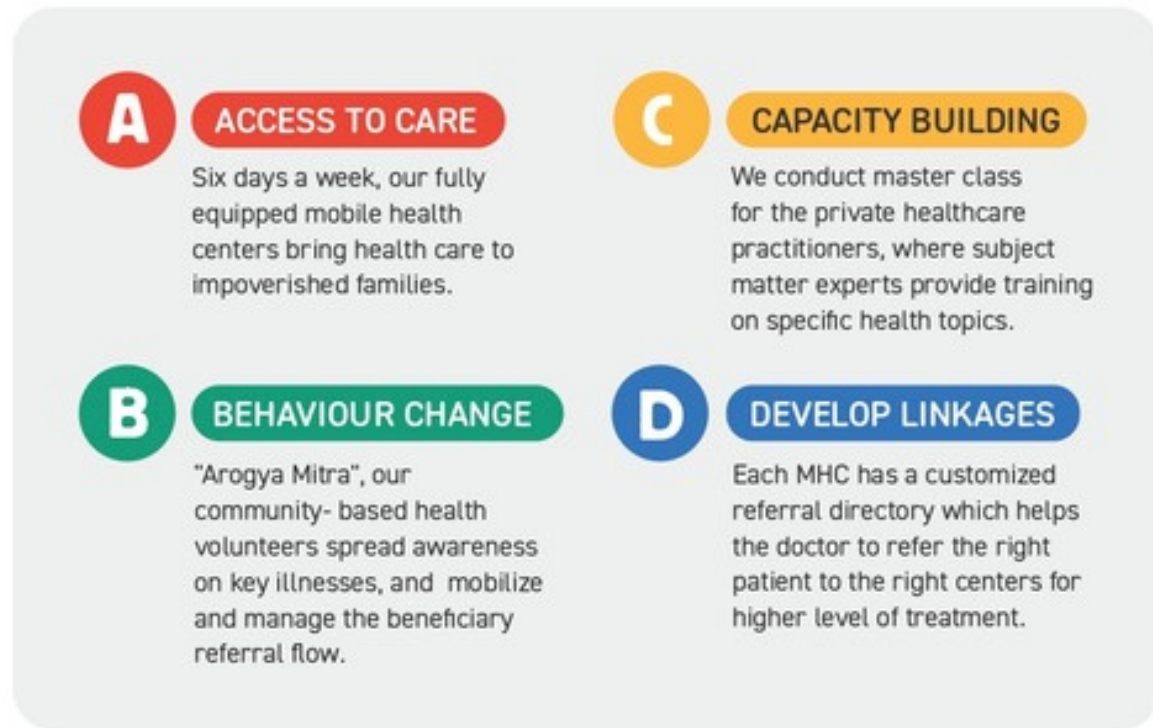 A
ACCESS TO CARE
Six days a week, our fully
equipped mobile health
centers bring health care to
impoverished families.
B
BEHAVIOUR CHANGE
"Arogya Mitra", our
community- based health
volunteers spread awareness
on key illnesses, and mobilize
and manage the beneficiary
referral flow.
C
CAPACITY BUILDING
We conduct master class
for the private healthcare
practitioners, where subject
matter experts provide training
on specific health topics.
D
DEVELOP LINKAGES
Each MHC has a customized
referral directory which helps
the doctor to refer the right
patient to the right centers for
higher level of treatment.